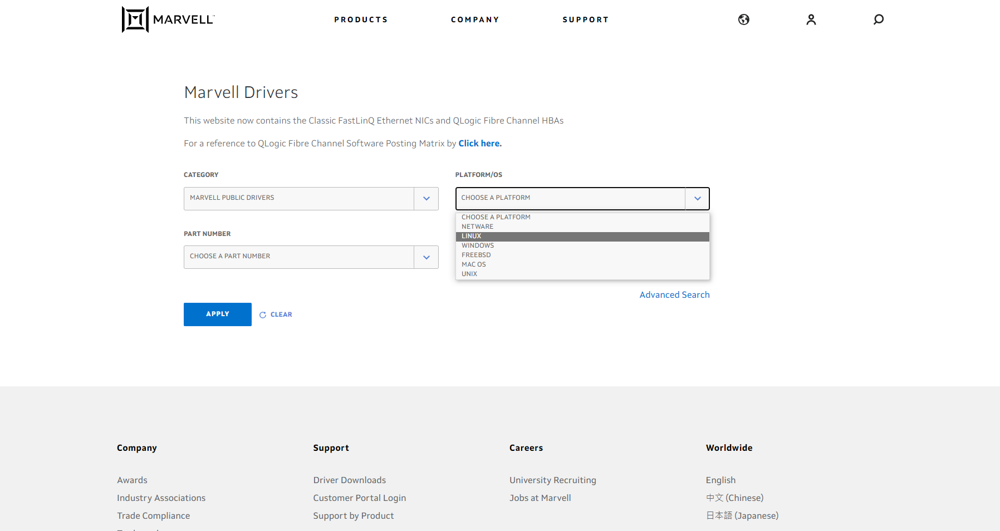 MARVELL
PRODUCTS
COMPANY
SUPPORT
Marvell Drivers
This website now contains the Classic FastLinQ Ethernet NICs and QLogic Fibre Channel HBAs
For a reference to QLogic Fibre Channel Software Posting Matrix by Click here.
CATEGORY
PLATFORM/OS
MARVELL PUBLIC DRIVERS
CHOOSE A PLATFORM
CHOOSE A PLATFORM
NETWARE
LINUX
WINDOWS
FREEBSD
MAC OS
UNIX
PART NUMBER
CHOOSE A PART NUMBER
Advanced Search
APPLY
CLEAR
Company
Support
Careers
Worldwide
Awards
Driver Downloads
University Recruiting
English
Industry Associations
Customer Portal Login
Jobs at Marvell
中文 (Chinese)
Trade Compliance
Support by Product
日本語 (Japanese)